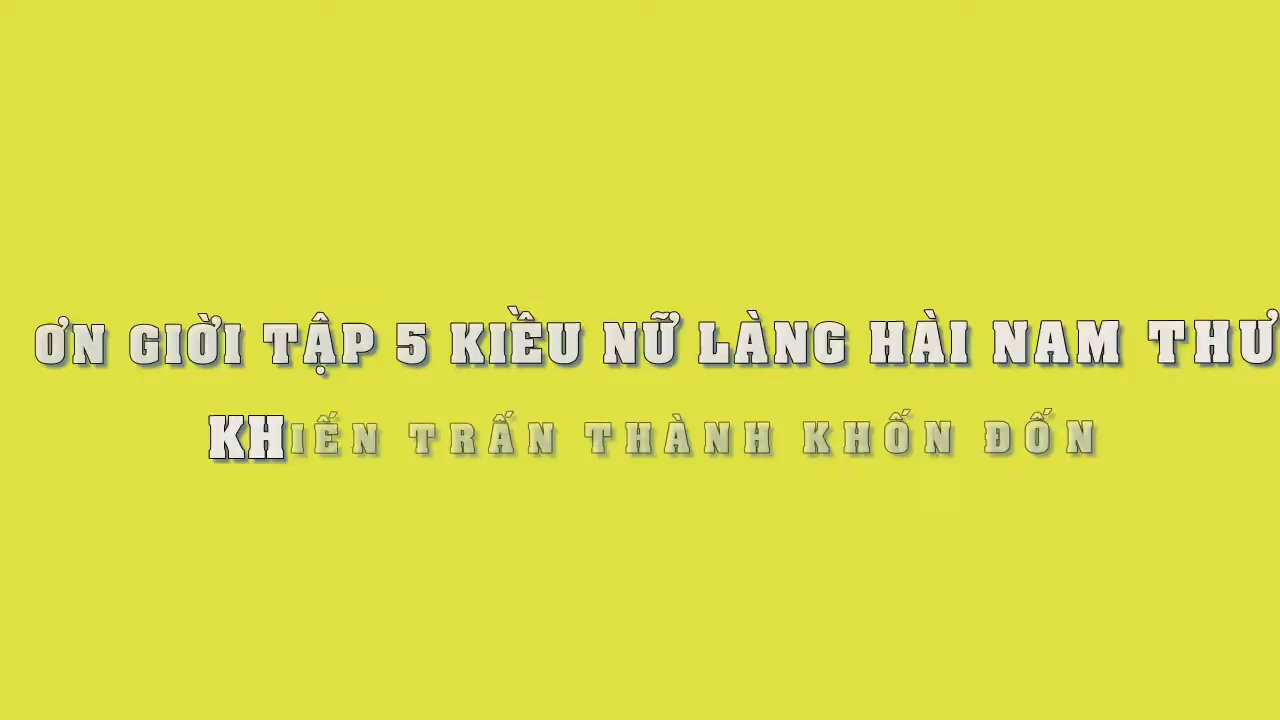 ƠN GIỜI TẬP 5 KIỀU NỮ LÀNG HÀI NAM THƯ
KHIẾN TRẤN THÀNH KHỐN ĐỐN